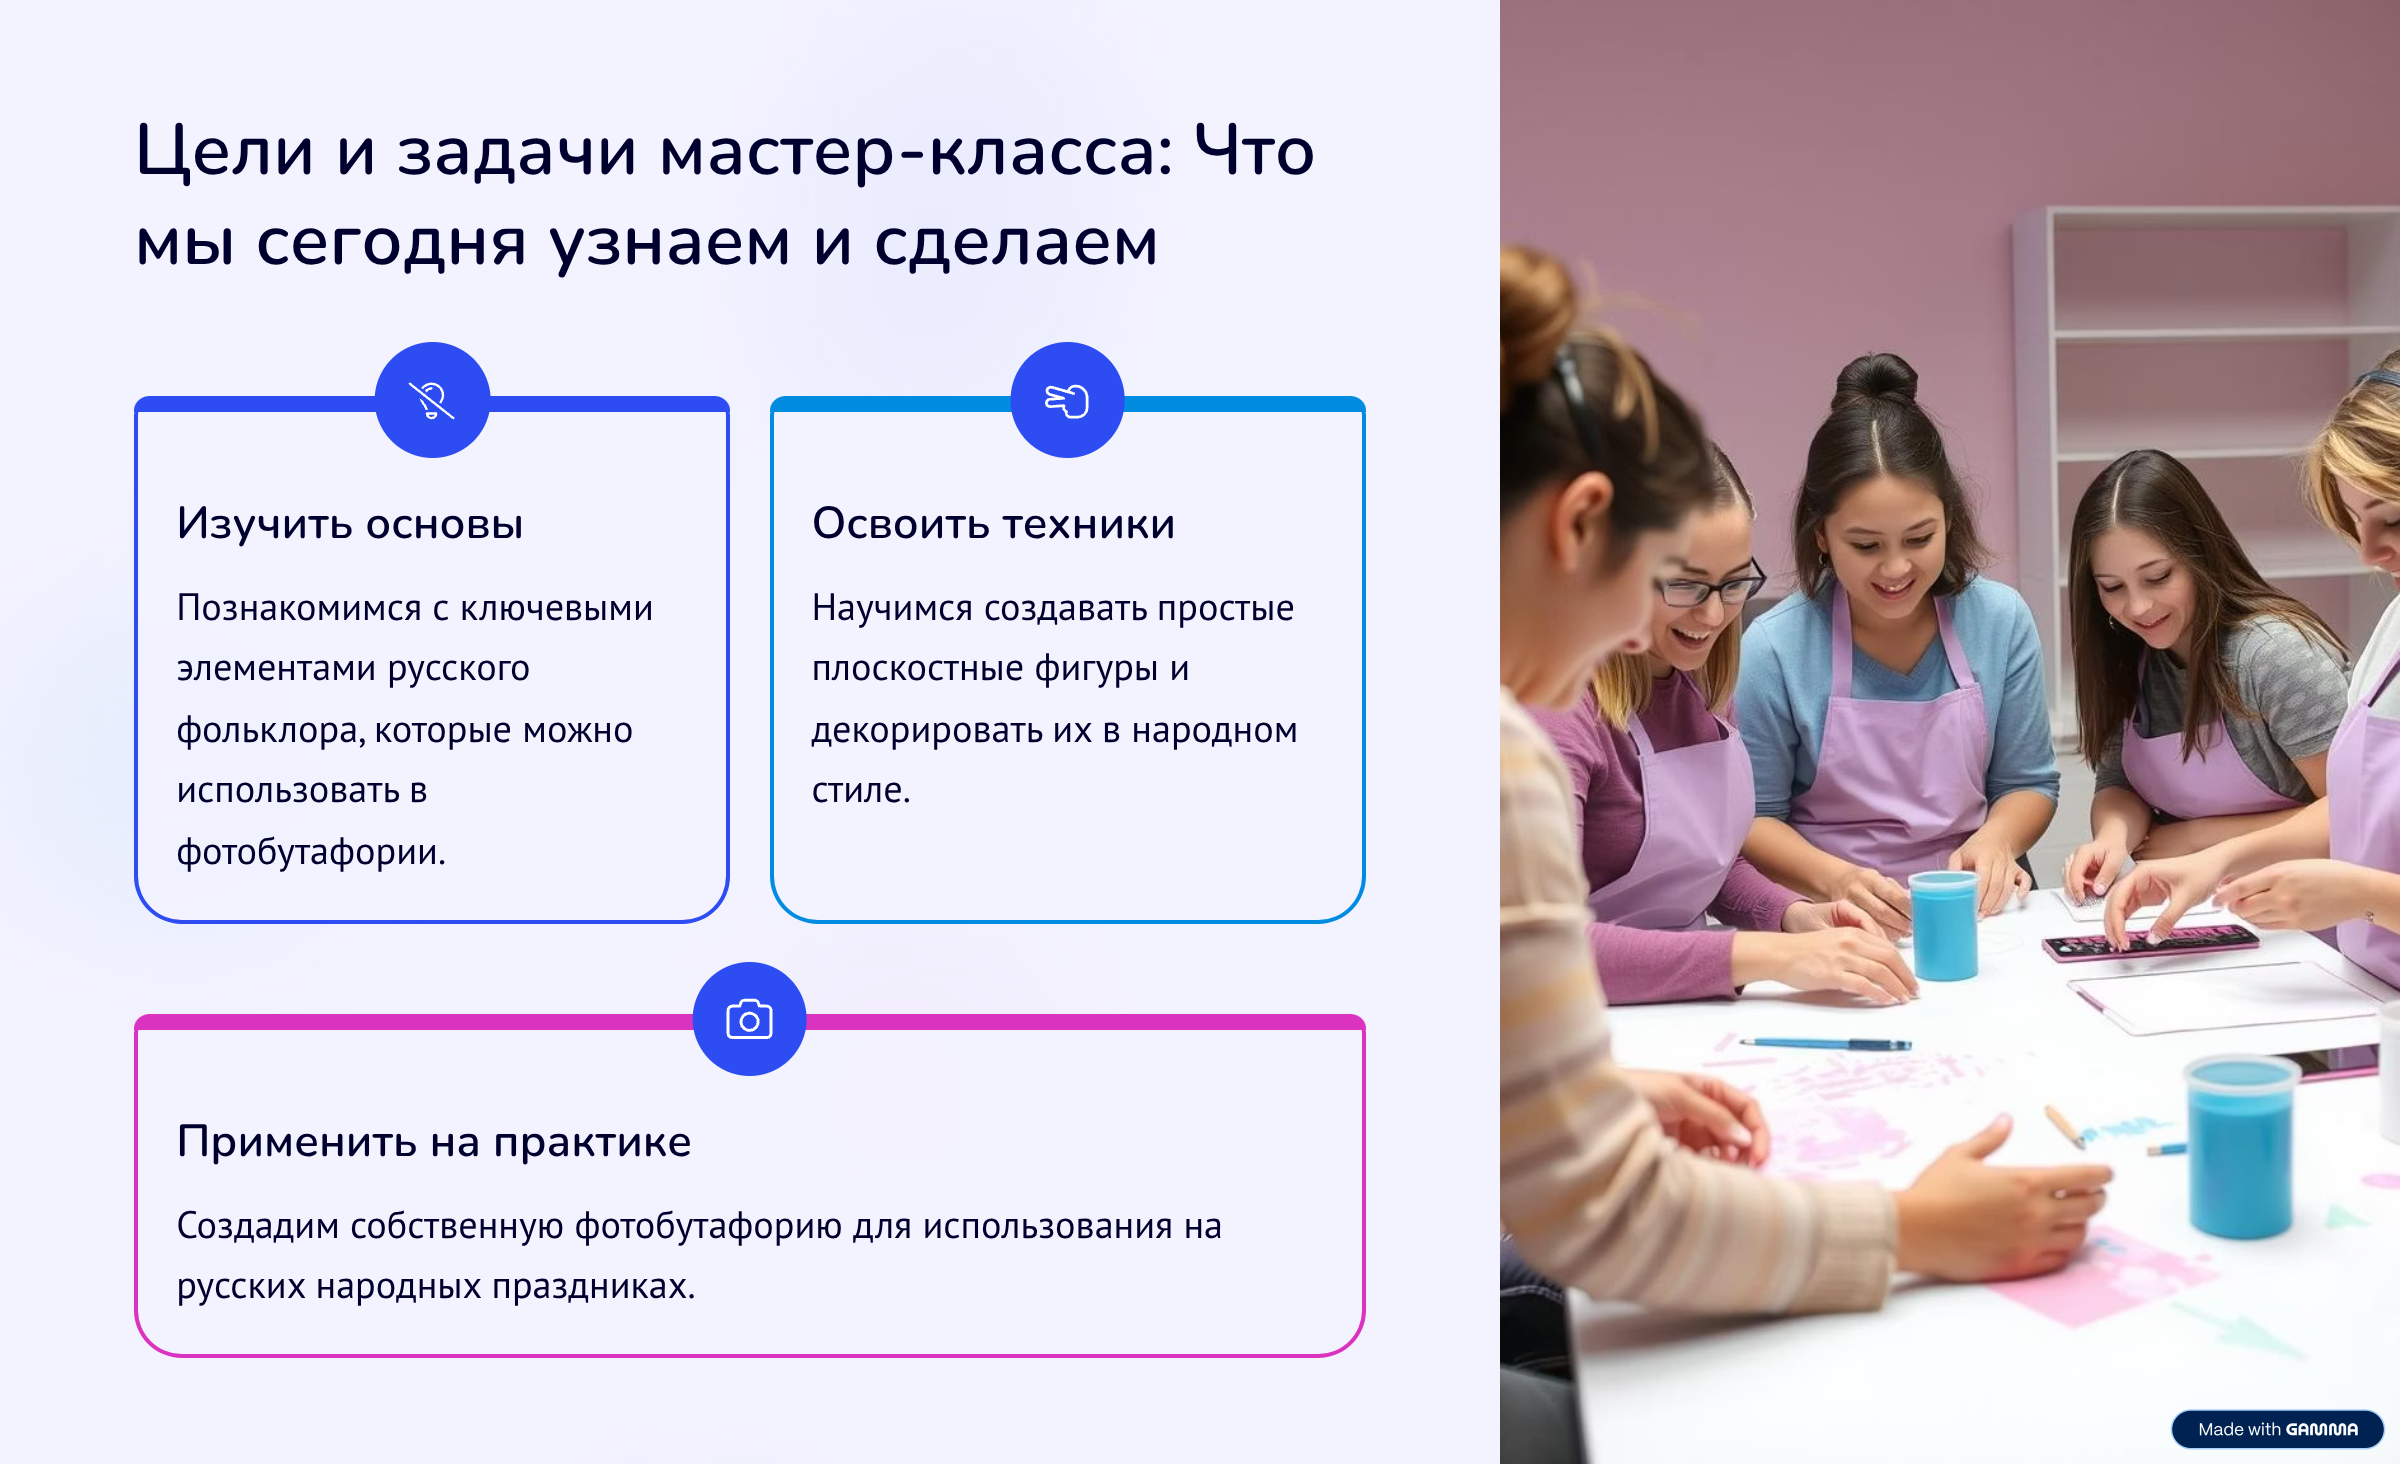 Цели и задачи мастер-класса: Что
мы сегодня узнаем и сделаем
Изучить основы
Познакомимся с ключевыми
элементами русского
фольклора, которые можно
использовать в
фотобутафории.
Освоить техники
Научимся создавать простые
плоскостные фигуры и
декорировать их в народном
стиле.
Применить на практике
Создадим собственную фотобутафорию для использования на
русских народных праздниках.
Made with GAMMA